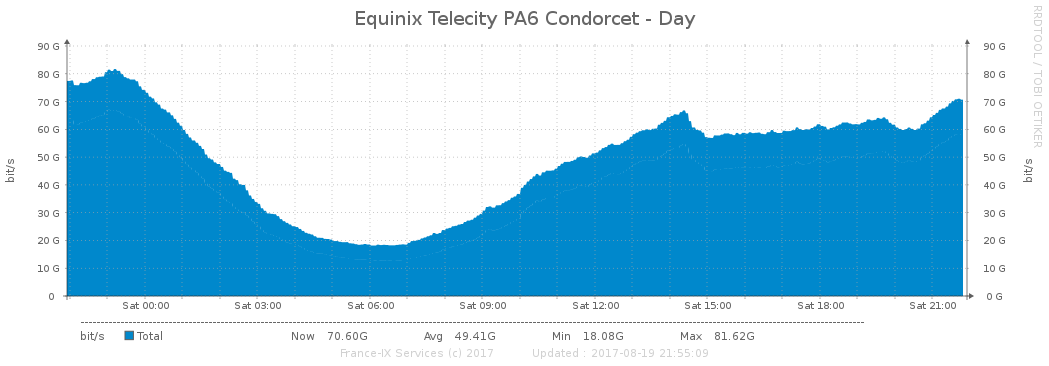 Equinix Telecity PA6 Condorcet - Day
RRDTOOL / TOBI OETIKER
90 G 90 G
80 G 80 G
70 G 70 G
60 G 60 G
50 G 50 G
40 G 40 G
30 G 30 G
20 G 20 G
10 G 10 G
0 0 G
bit/s bit/s
Sat 00:00 Sat 03:00 Sat 06:00 Sat 09:00 Sat 12:00 Sat 15:00 Sat 18:00 Sat 21:00
bit/s Total Now 70.60G Avg 49.41G Min 18.08G Max 81.62G
France-IX Services (c) 2017 Updated : 2017-08-19 21:55:09